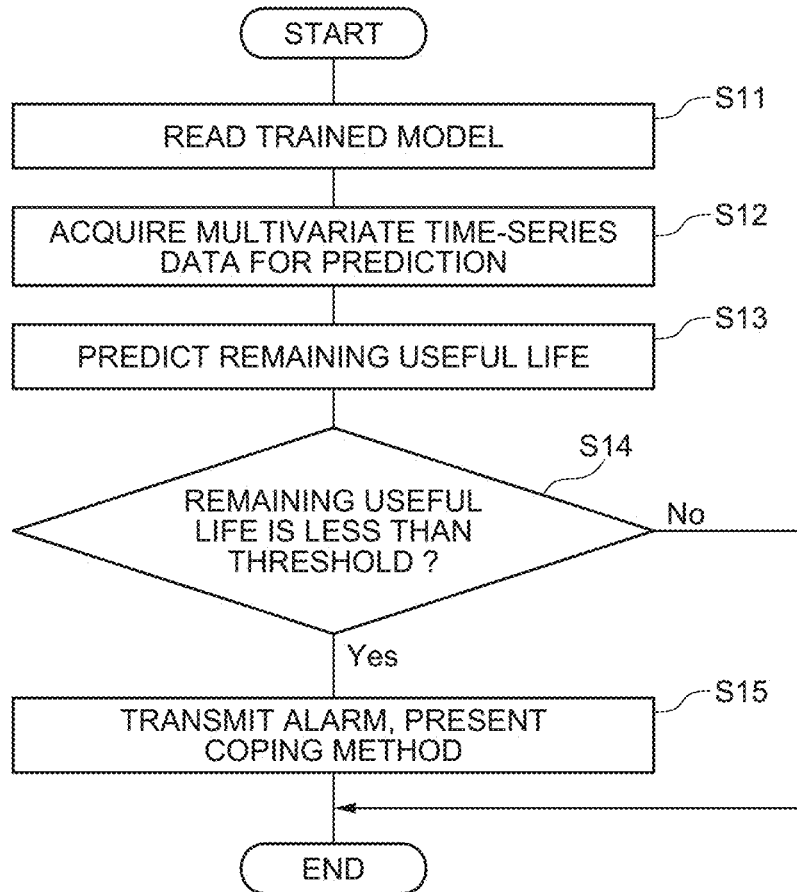 START
S11
READ TRAINED MODEL
S12
ACQUIRE MULTIVARIATE TIME-SERIES
DATA FOR PREDICTION
S13
PREDICT REMAINING USEFUL LIFE
S14
REMAINING USEFUL
LIFE IS LESS THAN
THRESHOLD ?
No
Yes
S15
TRANSMIT ALARM, PRESENT
COPING METHOD
END